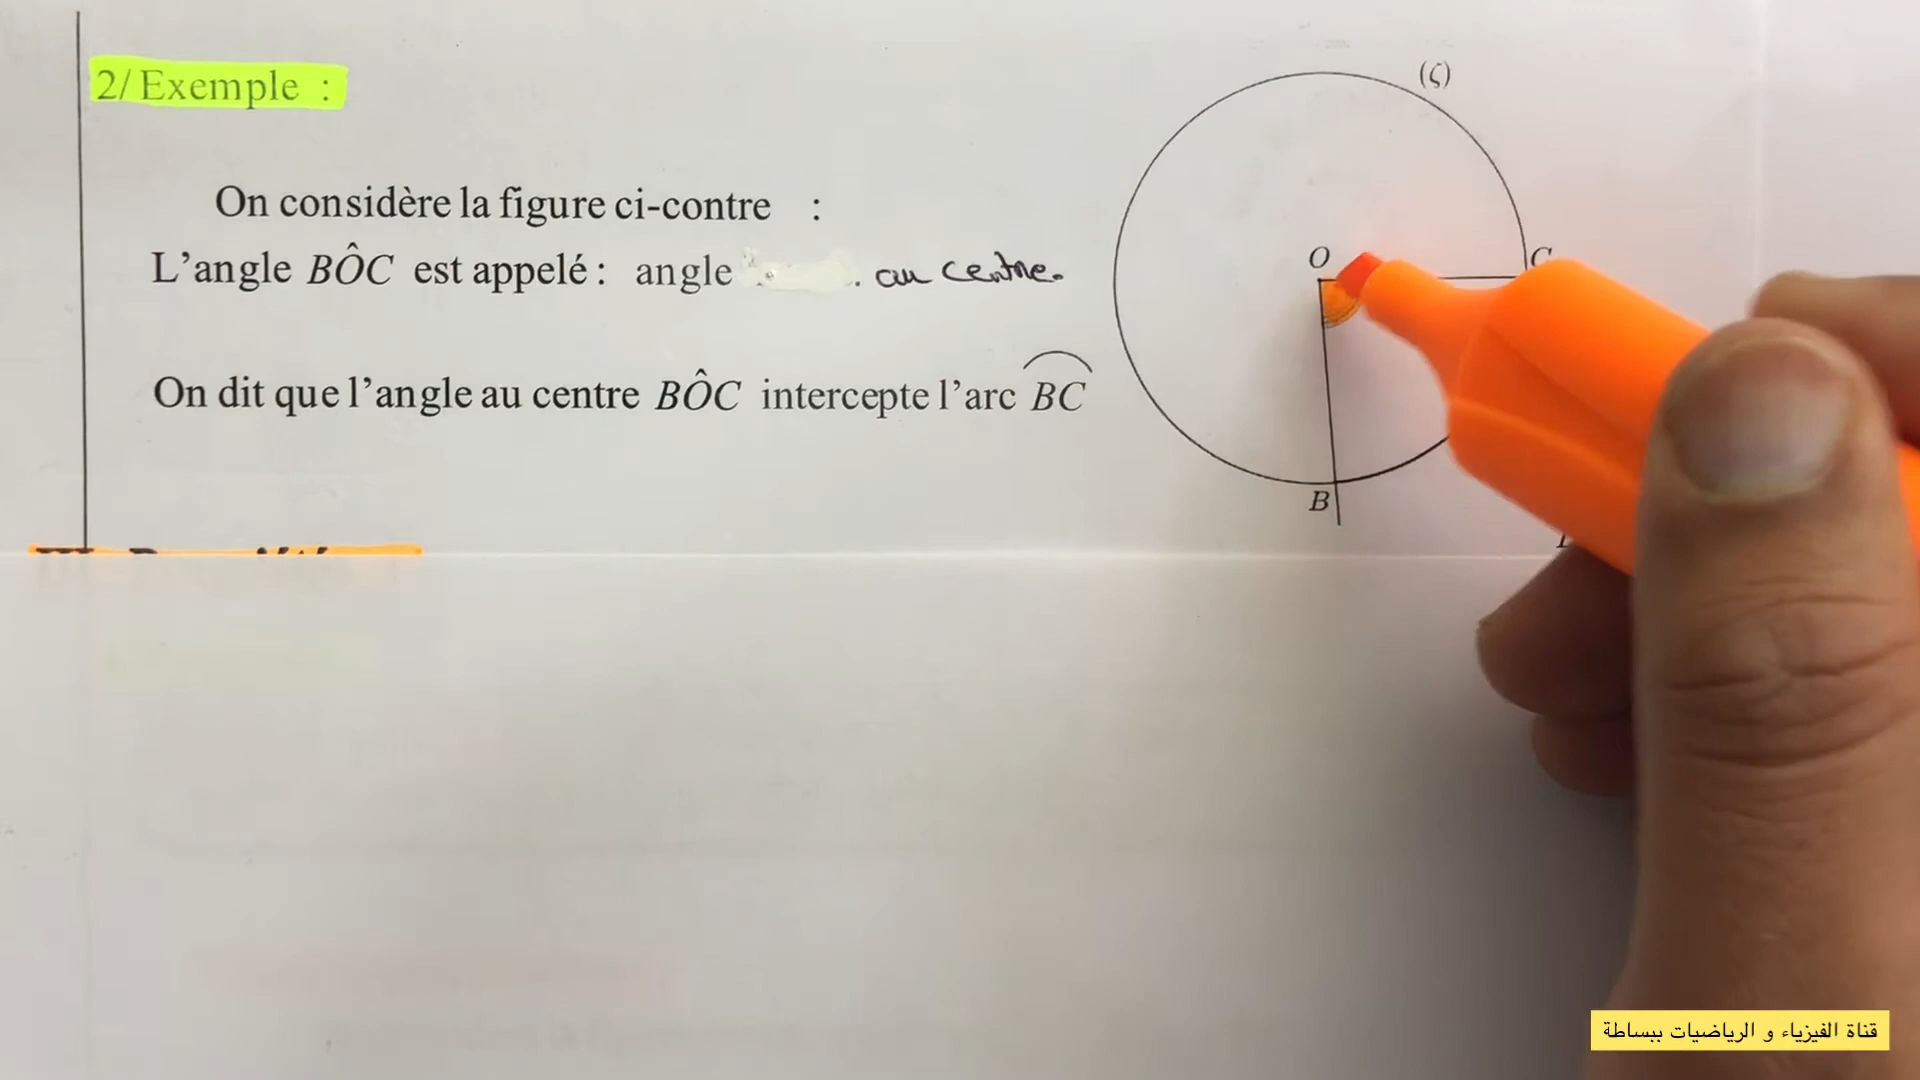 2/ Exemple :
On considère la figure ci-contre :
L'angle BÔC est appelé : angle au centre.
On dit que l'angle au centre BÔC intercepte l'arc BC
(ζ)
O
C
B
قناة الفيزياء و الرياضيات ببساطة